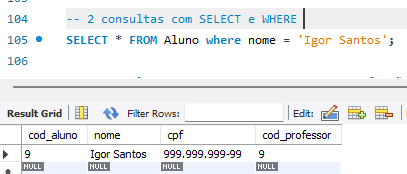 104 -- 2 consultas com SELECT e WHERE
105 SELECT * FROM Aluno where nome = 'Igor Santos';
106
Result Grid Filter Rows: Edit:
cod_aluno nome cpf cod_professor
9 Igor Santos 999.999.999-99 9
NULL NULL NULL NULL